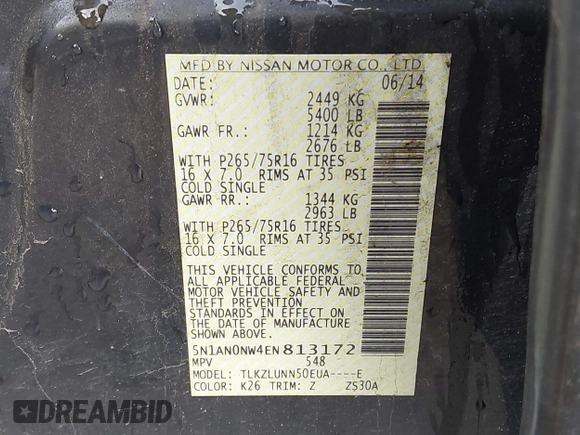 MFD BY NISSAN MOTOR CO., LTD.
DATE: 06/14
GVWR: 2449 KG
5400 LB
GAWR FR.: 1214 KG
2676 LB
WITH P265/75R16 TIRES
16 X 7.0 RIMS AT 35 PSI
COLD SINGLE
GAWR RR.: 1344 KG
2963 LB
WITH P265/75R16 TIRES
16 X 7.0 RIMS AT 35 PSI
COLD SINGLE
THIS VEHICLE CONFORMS TO
ALL APPLICABLE FEDERAL
MOTOR VEHICLE SAFETY AND
THEFT PREVENTION
STANDARDS IN EFFECT ON
THE DATE OF MANUFACTURE
SHOWN ABOVE.
5N1AN0NW4EN813172
MPV 548
MODEL: TLKZLUNN50EUA----E
COLOR: K26 TRIM: Z ZS30A
CLEARBID